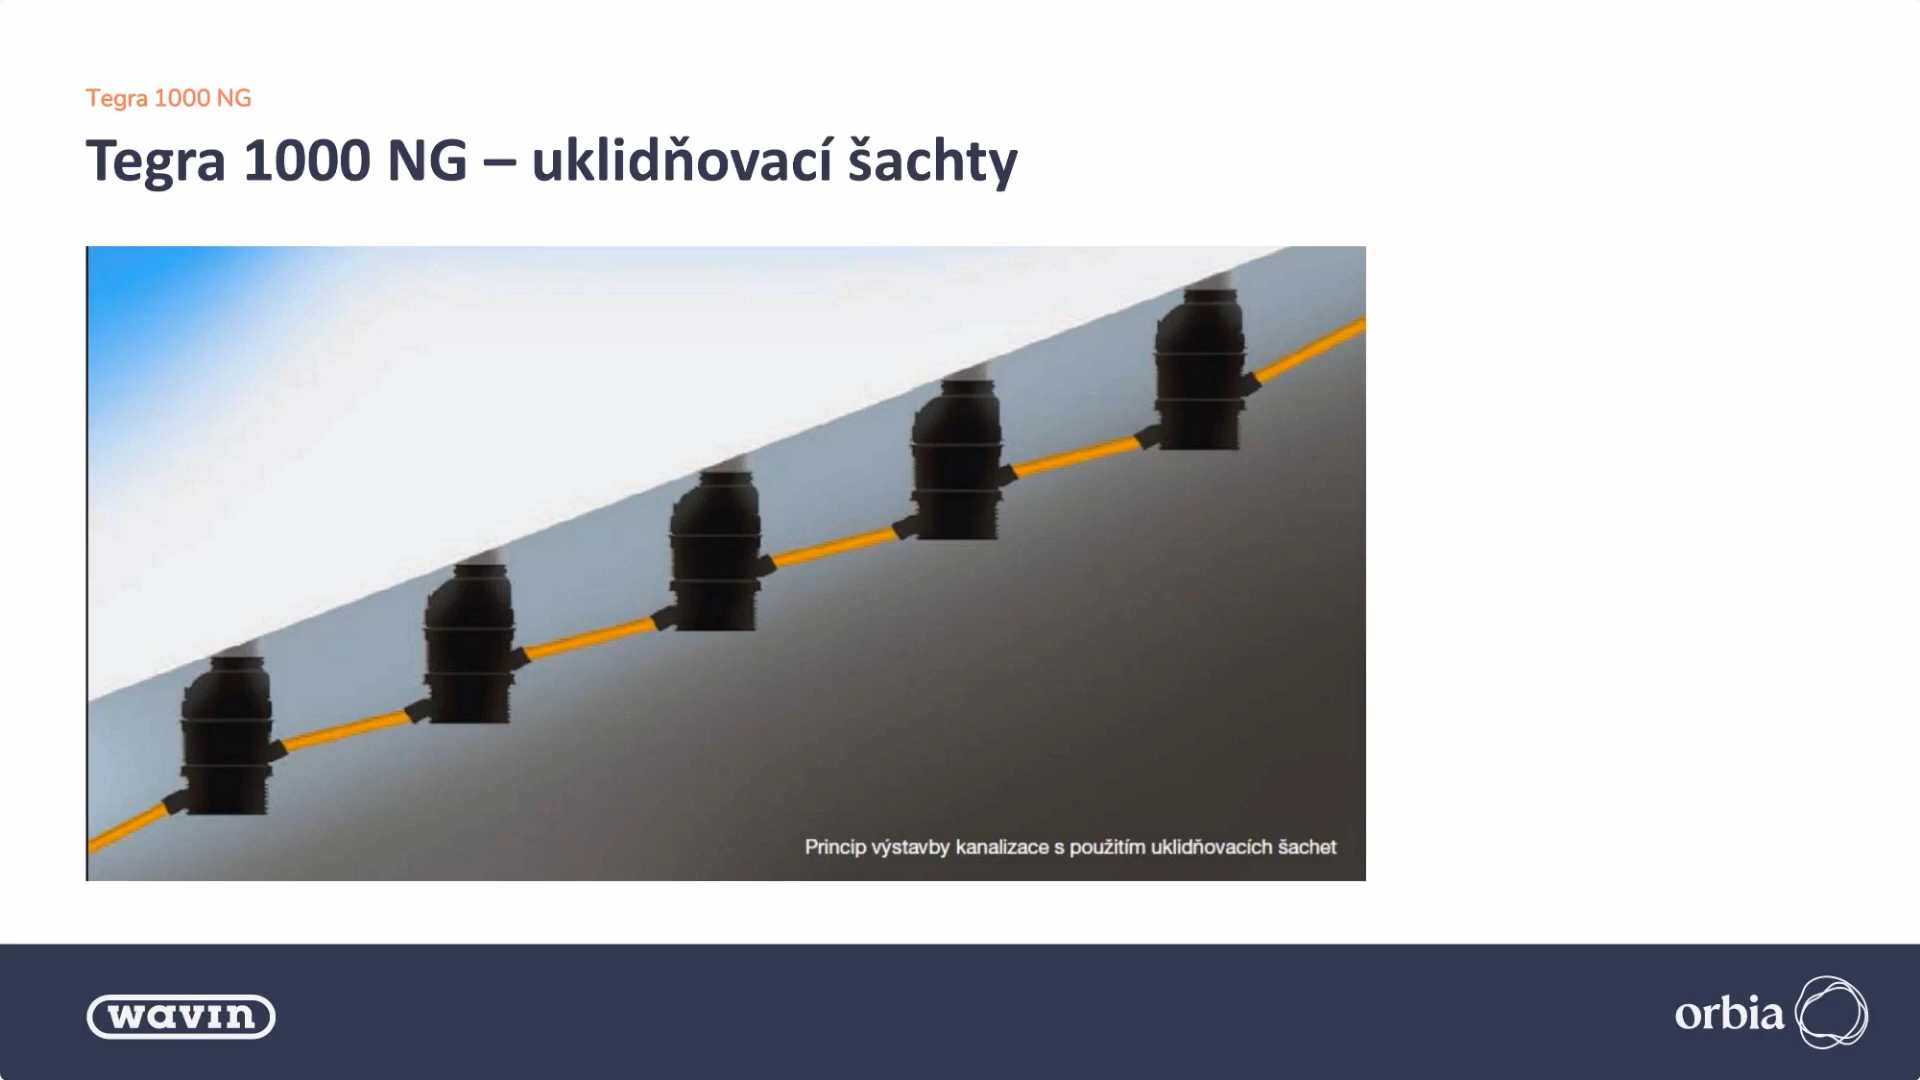 Tegra 1000 NG
Tegra 1000 NG – uklidňovací šachty
Princip výstavby kanalizace s použitím uklidňovacích šachet
wavin
orbia